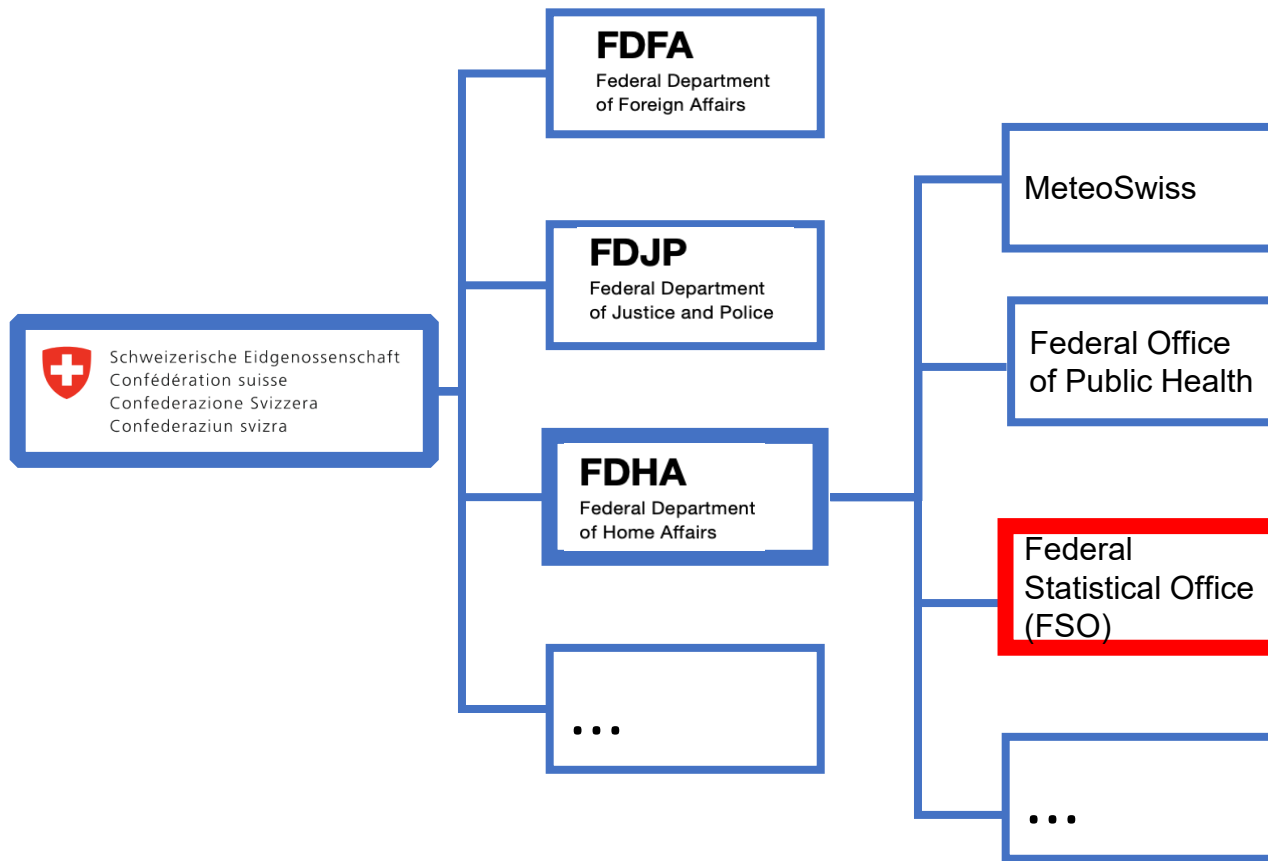 Schweizerische Eidgenossenschaft
Confédération suisse
Confederazione Svizzera
Confederaziun svizra
FDFA
Federal Department
of Foreign Affairs
FDJP
Federal Department
of Justice and Police
FDHA
Federal Department
of Home Affairs
...
MeteoSwiss
Federal Office
of Public Health
Federal
Statistical Office
(FSO)
...